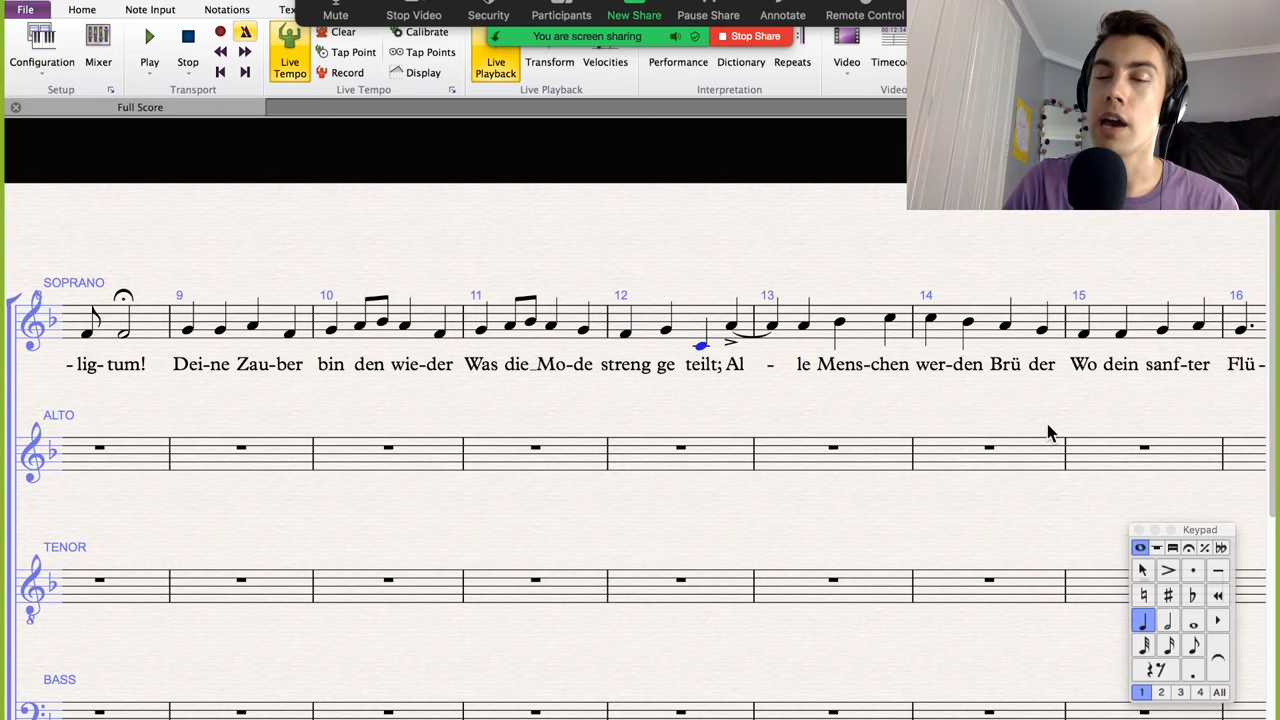 File Home Note Input Notations Te
Mute Stop Video Security Participants New Share Pause Share Annotate Remote Control
You are screen sharing Stop Share
Configuration Mixer Play Stop Live Tempo Clear Tap Point Record Calibrate Tap Points Display Live Playback Transform Velocities Performance Dictionary Repeats Video Timecod
Setup Transport Live Tempo Live Playback Interpretation Video
Full Score
SOPRANO
9 10 11 12 13 14 15 16
-lig-tum! Dei-ne Zau-ber bin den wie-der Was die_Mo-de streng ge teilt; Al - le Mens-chen wer-den Brü der Wo dein sanf-ter Flü-
ALTO
TENOR
8
BASS
Keypad
1 2 3 4 All